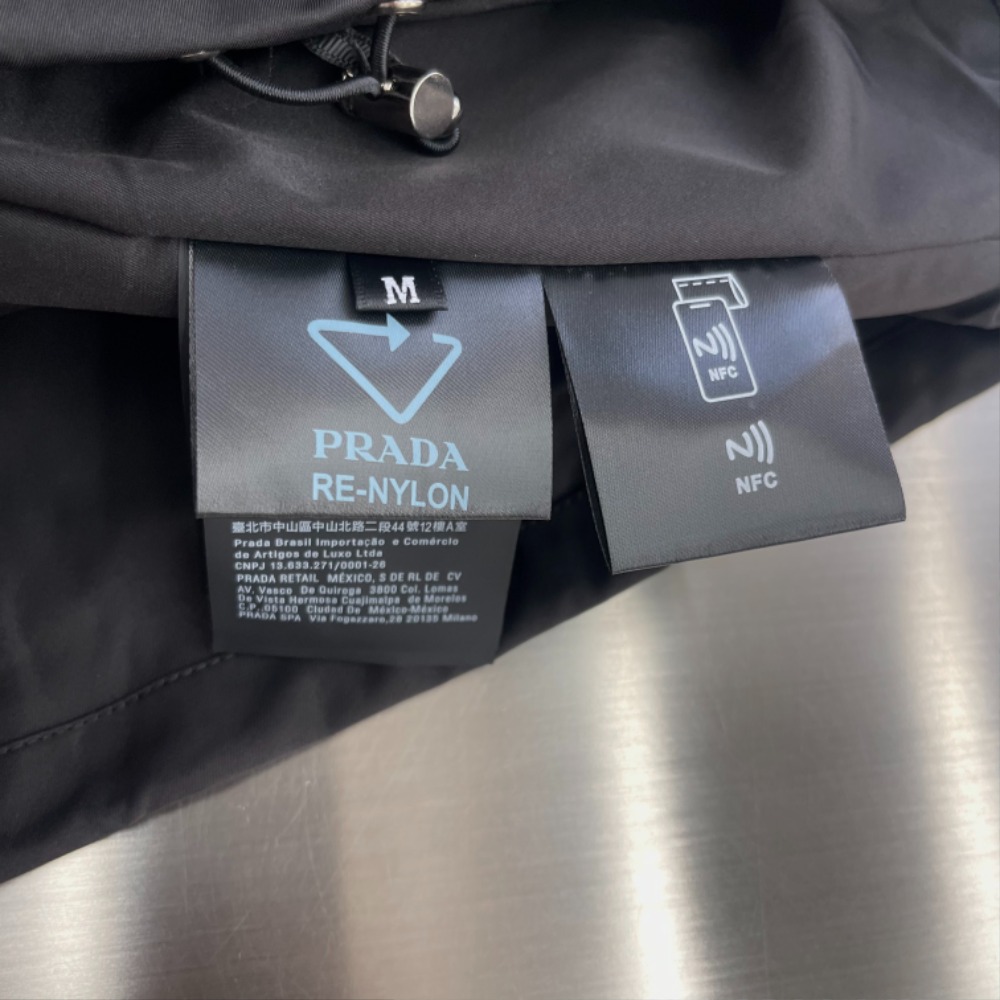 M
PRADA
RE-NYLON
臺北市中山區中山北路二段44號12樓A室
Prada Brasil Importação e Comércio
de Artigos de Luxo Ltda
CNPJ 13.633.271/0001-26
PRADA RETAIL MÉXICO, S DE RL DE CV
AV, Vasco De Quiroga 3800 Col. Lomas
De Vista Hermosa Cuajimalpa de Morelos
C.P,.05100 Ciudad De México-México
PRADA SPA Via Fogazzaro,28 20135 Milano
NFC
NFC